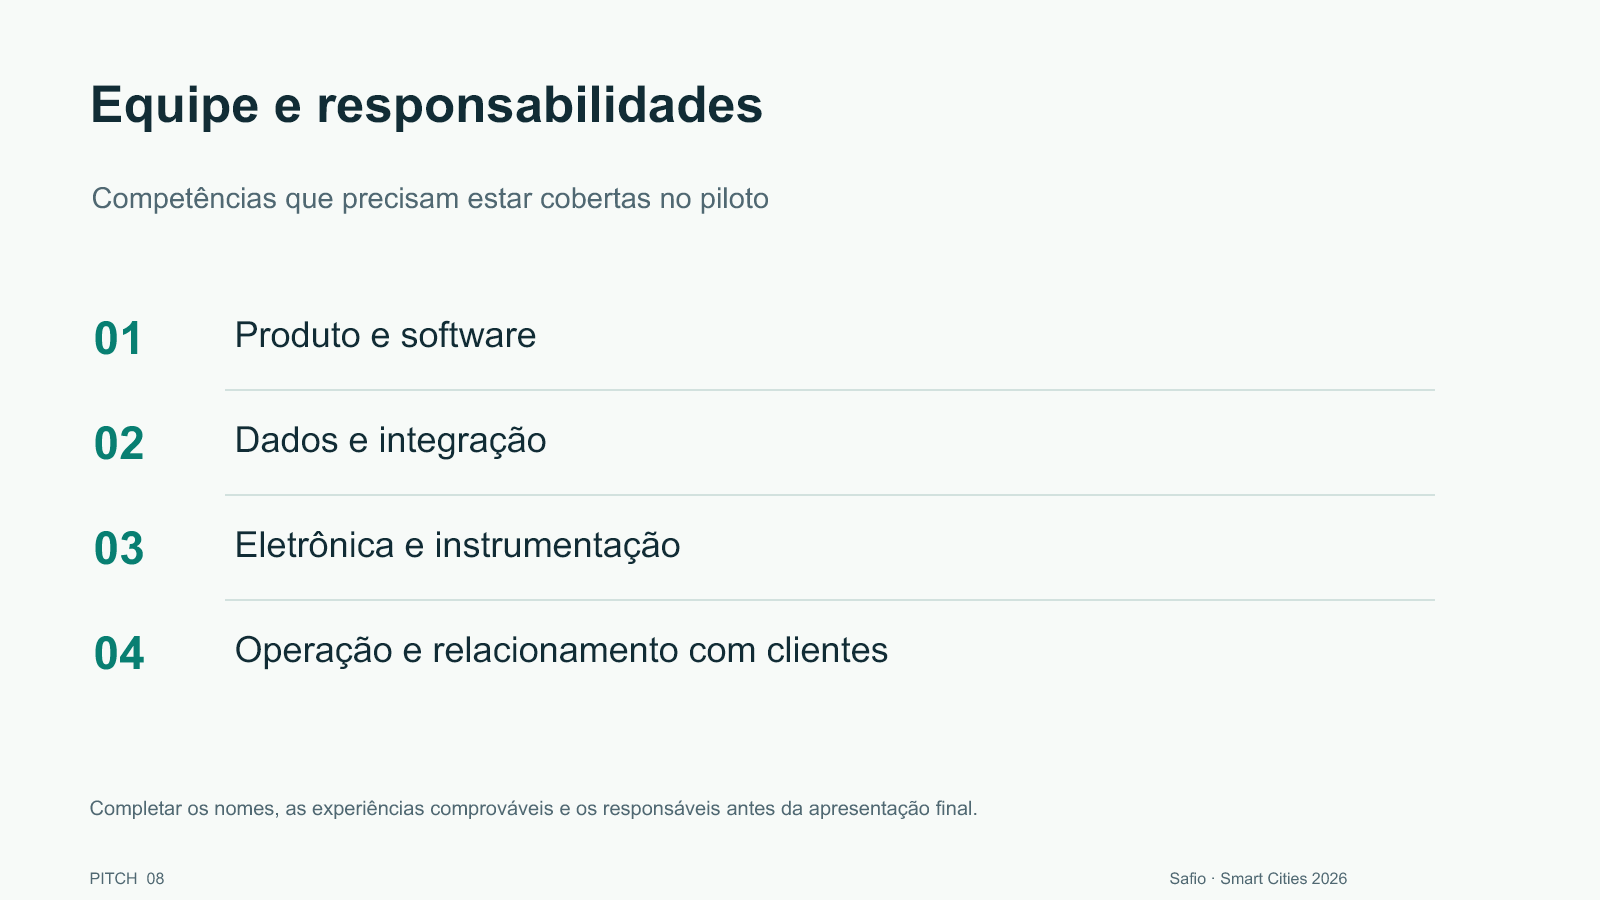 Equipe e responsabilidades
Competências que precisam estar cobertas no piloto
01 Produto e software
02 Dados e integração
03 Eletrônica e instrumentação
04 Operação e relacionamento com clientes
Completar os nomes, as experiências comprováveis e os responsáveis antes da apresentação final.
PITCH 08 Safio · Smart Cities 2026